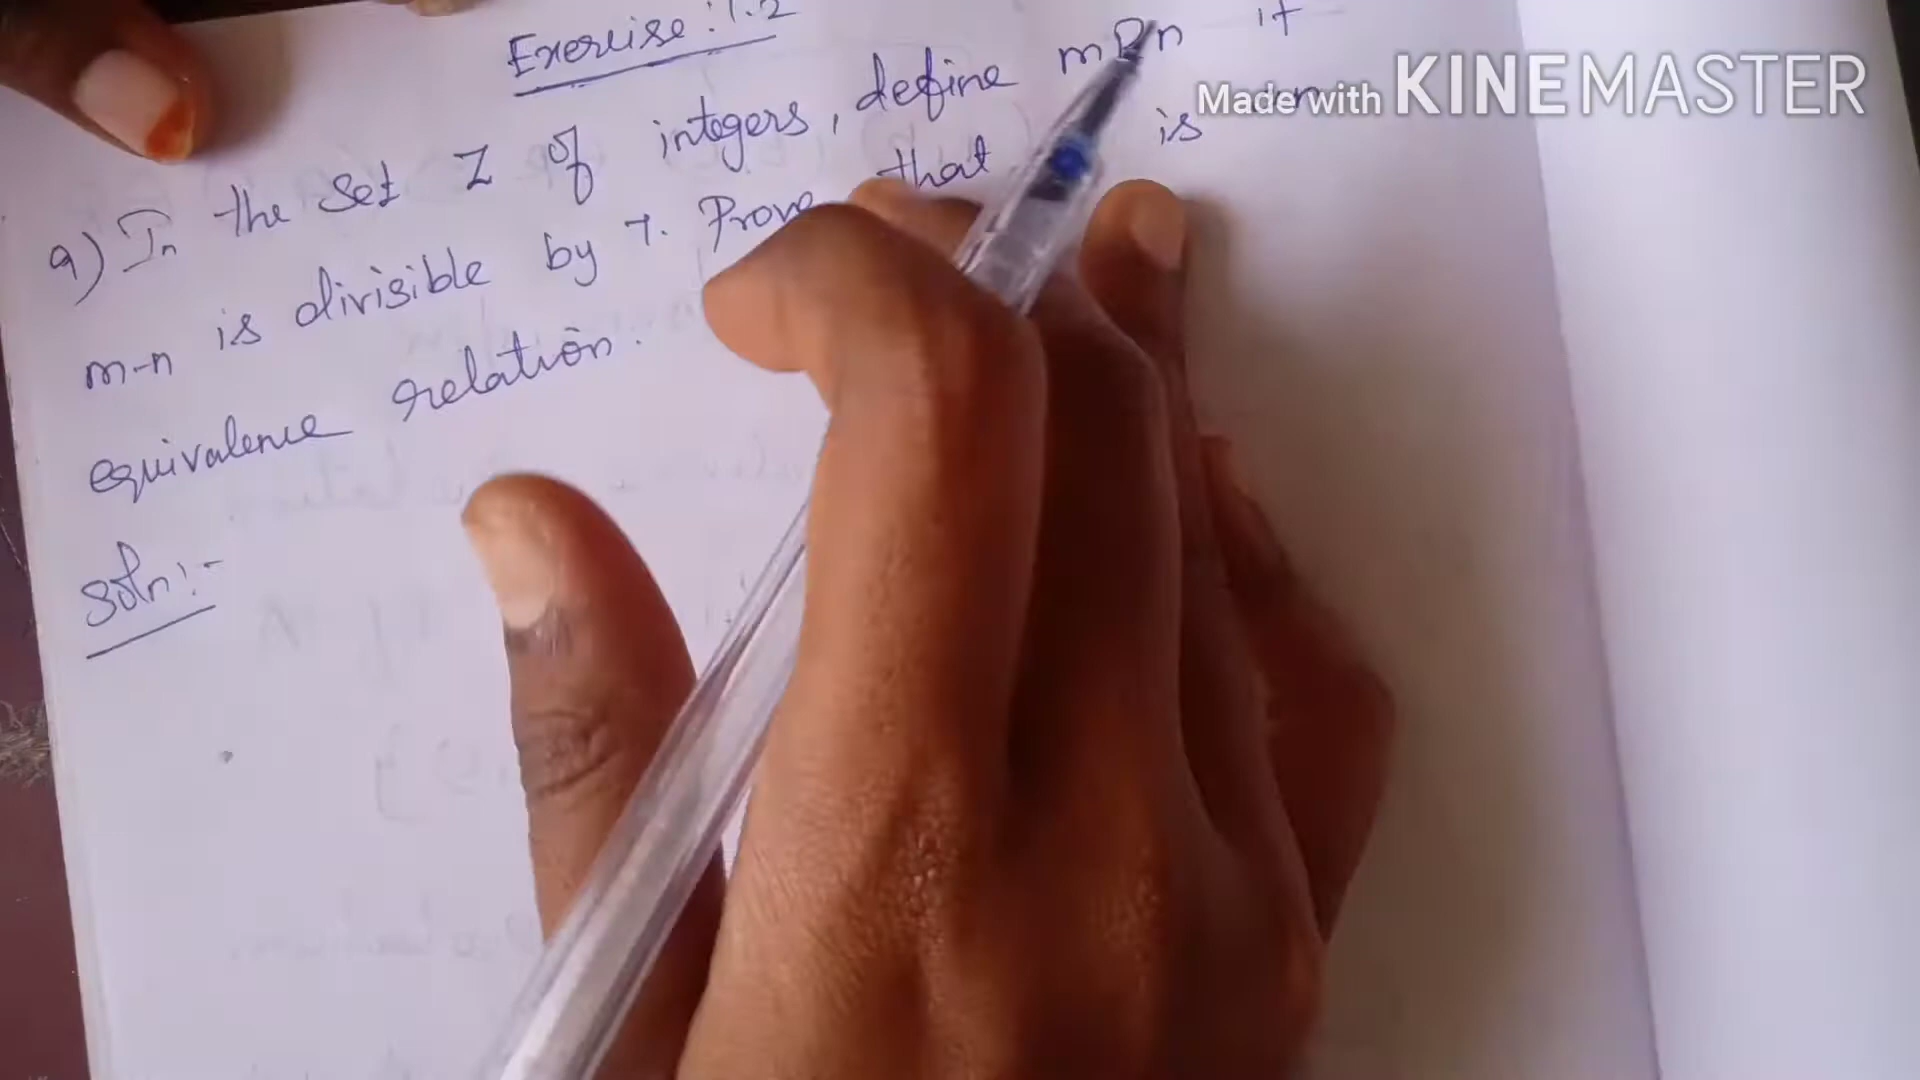 Exercise: 1.2
9) In the set Z of integers, define mRn if
m-n is divisible by 7. Prove that is an
equivalence relation.
Soln:-
Made with KINEMASTER